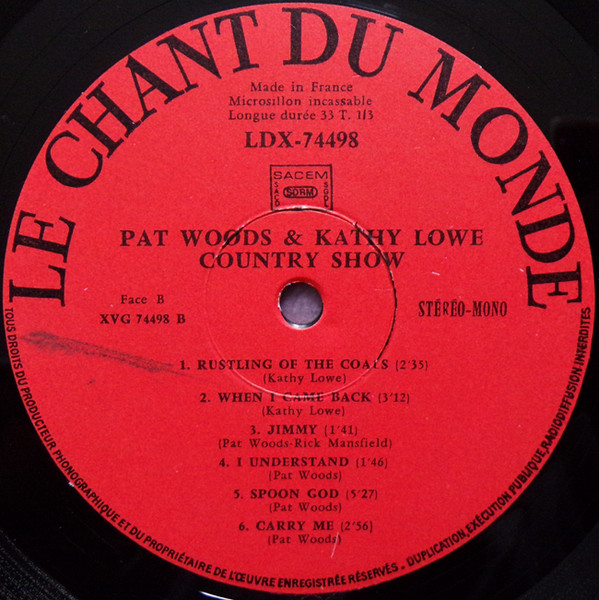 LE CHANT DU MONDE
Made in France
Microsillon incassable
Longue durée 33 T. 1/3
LDX-74498
SACEM
SACD
SORM
SGDL
PAT WOODS & KATHY LOWE
COUNTRY SHOW
Face B
XVG 74498 B
STÉRÉO-MONO
1. RUSTLING OF THE COALS (2'35)
(Kathy Lowe)
2. WHEN I CAME BACK (3'12)
(Kathy Lowe)
3. JIMMY (1'41)
(Pat Woods-Rick Mansfield)
4. I UNDERSTAND (1'46)
(Pat Woods)
5. SPOON GOD (5'27)
(Pat Woods)
6. CARRY ME (2'56)
(Pat Woods)
TOUS DROITS DU PRODUCTEUR PHONOGRAPHIQUE ET DU PROPRIÉTAIRE DE L'ŒUVRE ENREGISTRÉE RÉSERVÉS. DUPLICATION, EXÉCUTION PUBLIQUE, RADIODIFFUSION INTERDITES